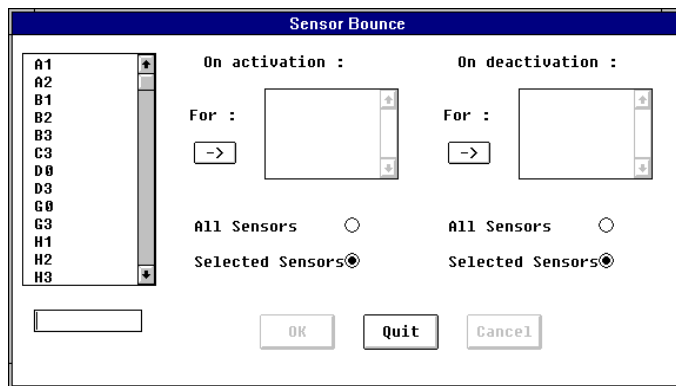 Sensor Bounce
A1
A2
B1
B2
B3
C3
D0
D3
G0
G3
H1
H2
H3
On activation :
For :
->
All Sensors
Selected Sensors
On deactivation :
For :
->
All Sensors
Selected Sensors
OK
Quit
Cancel